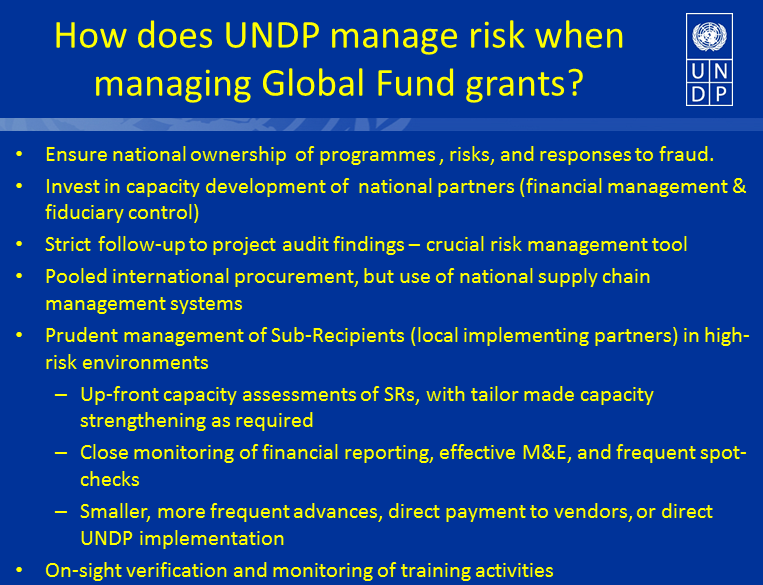 How does UNDP manage risk when
managing Global Fund grants?
U N
D P
• Ensure national ownership of programmes , risks, and responses to fraud.
• Invest in capacity development of national partners (financial management &
fiduciary control)
• Strict follow-up to project audit findings – crucial risk management tool
• Pooled international procurement, but use of national supply chain
management systems
• Prudent management of Sub-Recipients (local implementing partners) in high-
risk environments
– Up-front capacity assessments of SRs, with tailor made capacity
strengthening as required
– Close monitoring of financial reporting, effective M&E, and frequent spot-
checks
– Smaller, more frequent advances, direct payment to vendors, or direct
UNDP implementation
• On-sight verification and monitoring of training activities